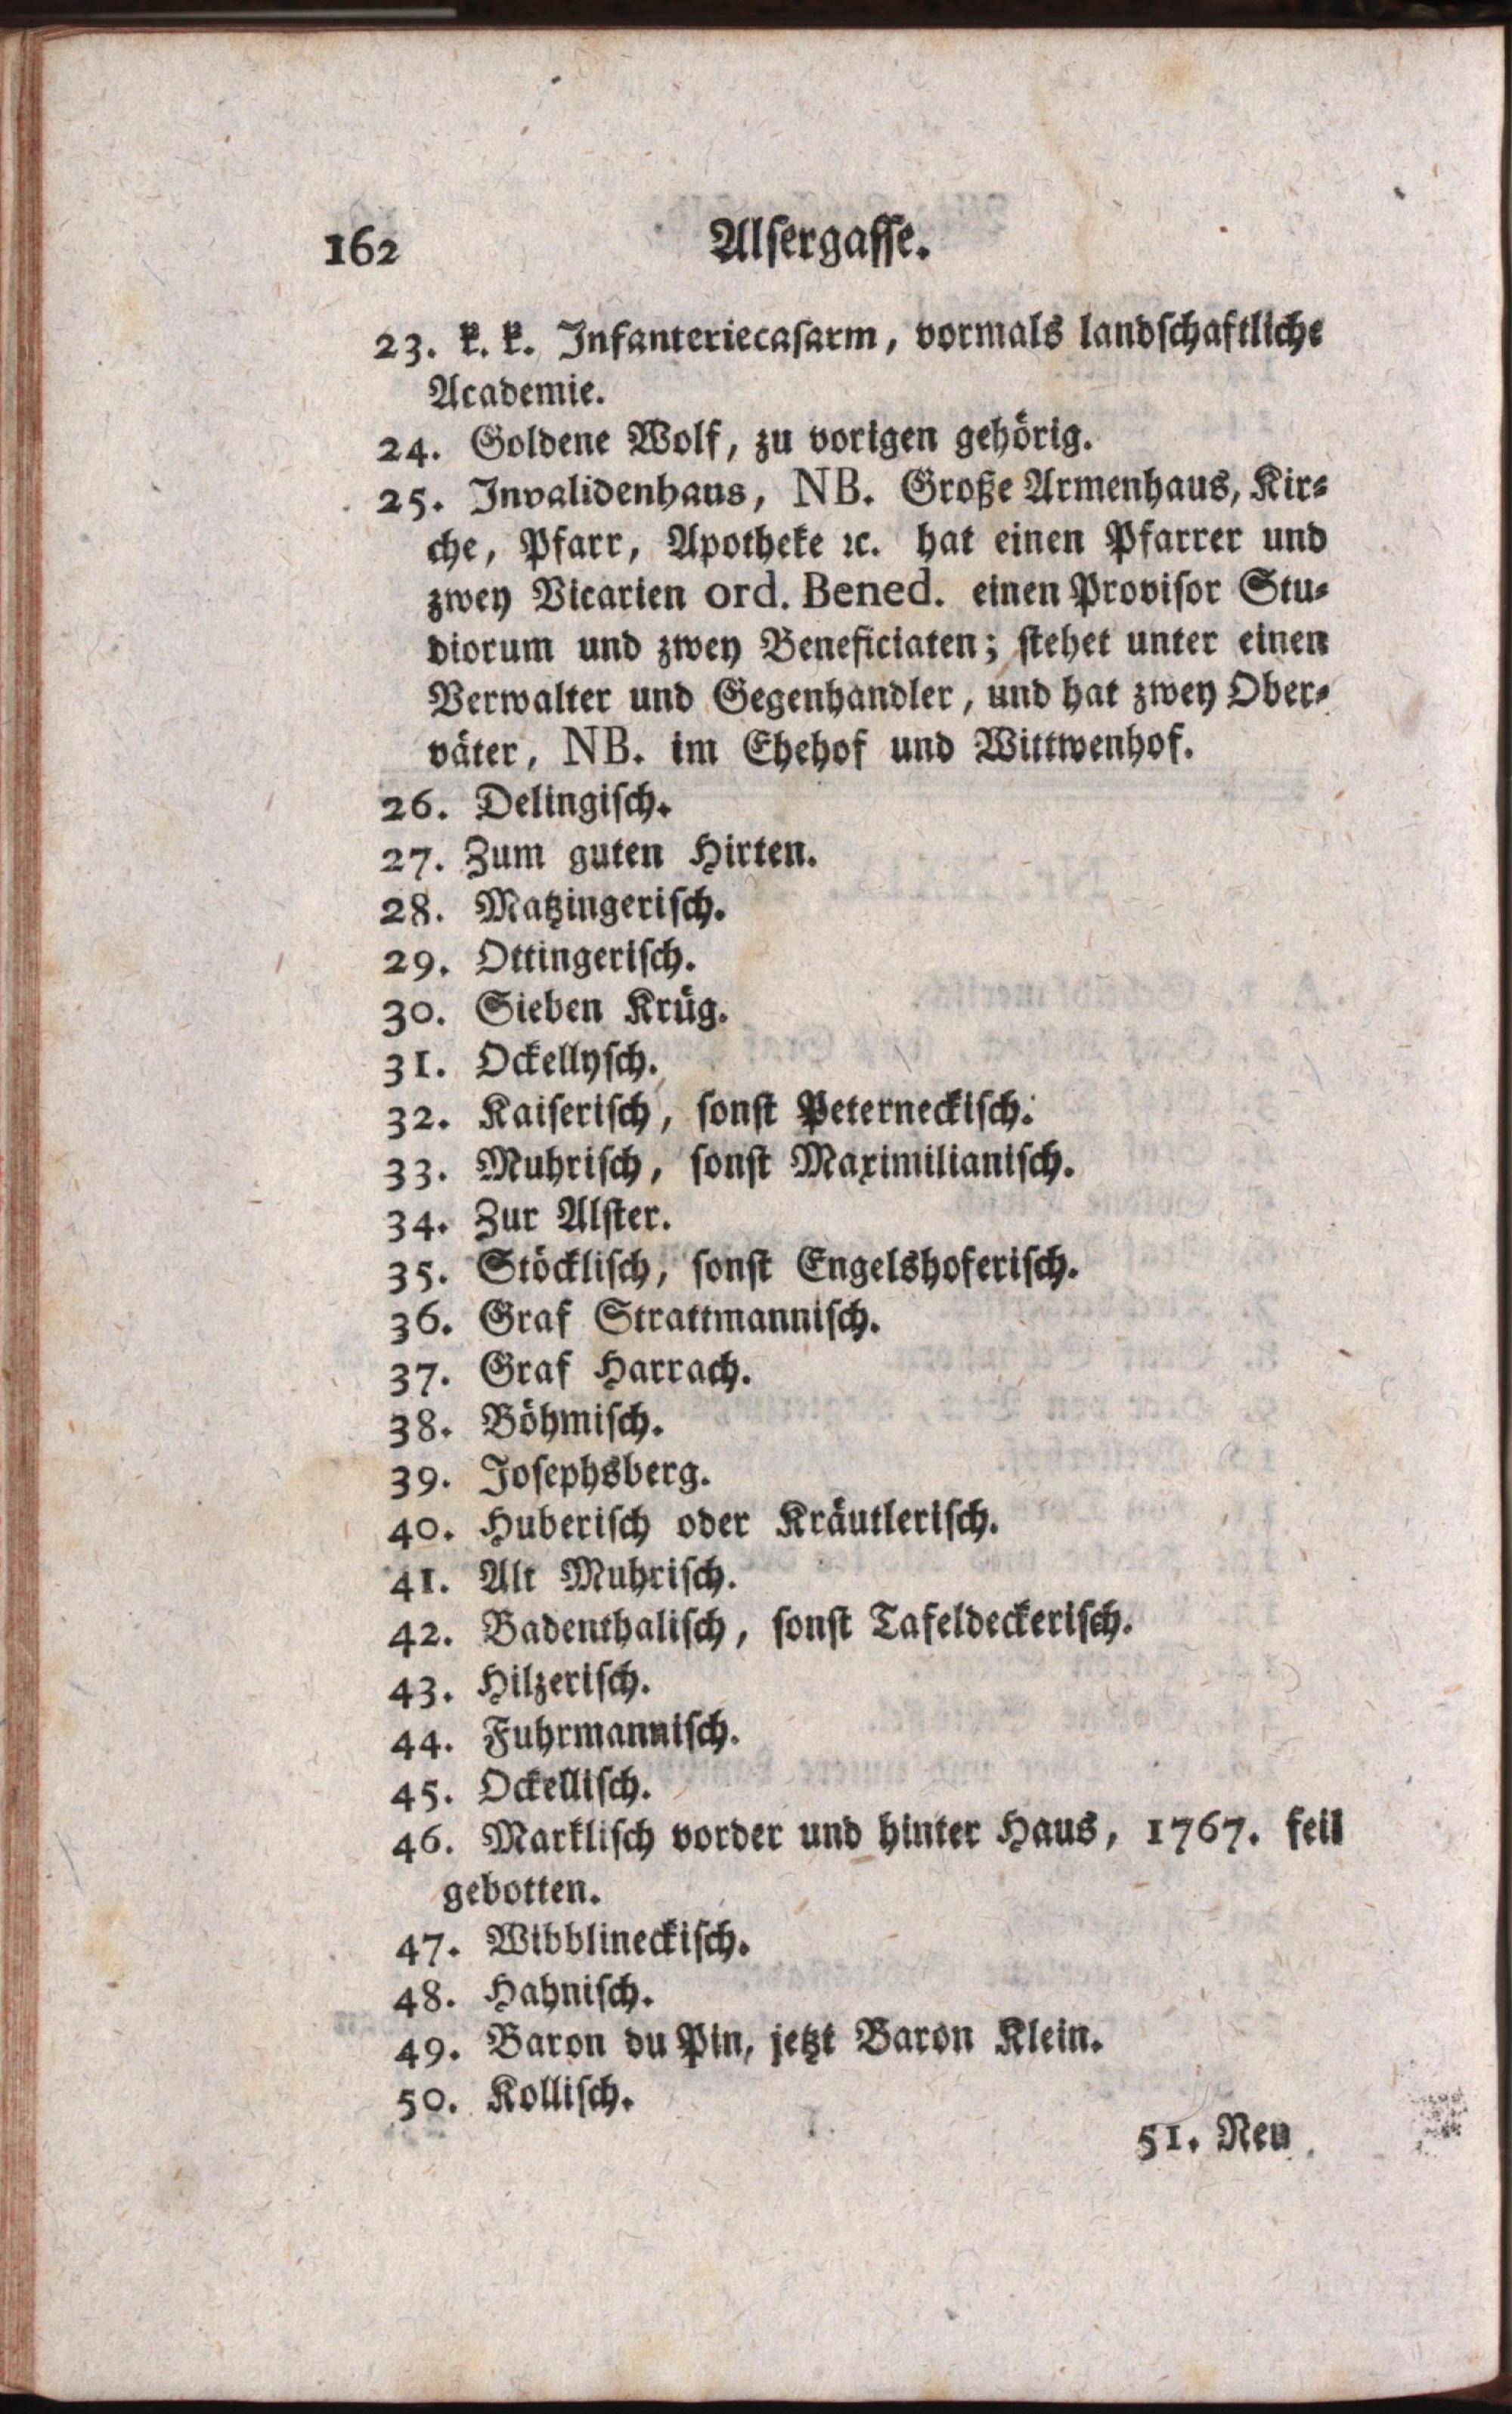 162 Alsergasse.
23. k. k. Infanteriecasarm, vormals landschaftliche
Academie.
24. Goldene Wolf, zu vorigen gehörig.
25. Invalidenhaus, NB. Große Armenhaus, Kir-
che, Pfarr, Apotheke ꝛc. hat einen Pfarrer und
zwey Vicarien ord. Bened. einen Provisor Stu-
diorum und zwey Beneficiaten; stehet unter einen
Verwalter und Gegenhandler, und hat zwey Ober-
väter, NB. im Ehehof und Wittwenhof.
26. Delingisch.
27. Zum guten Hirten.
28. Matzingerisch.
29. Ottingerisch.
30. Sieben Krüg.
31. Ockellysch.
32. Kaiserisch, sonst Peterneckisch.
33. Muhrisch, sonst Maximilianisch.
34. Zur Alster.
35. Stöcklisch, sonst Engelshoferisch.
36. Graf Strattmannisch.
37. Graf Harrach.
38. Böhmisch.
39. Josephsberg.
40. Huberisch oder Kräutlerisch.
41. Alt Muhrisch.
42. Badenthalisch, sonst Tafeldeckerisch.
43. Hilzerisch.
44. Fuhrmannisch.
45. Ockellisch.
46. Marklisch vorder und hinter Haus, 1767. feil
gebotten.
47. Wibblineckisch.
48. Hahnisch.
49. Baron du Pin, jetzt Baron Klein.
50. Kollisch.
51. Neu